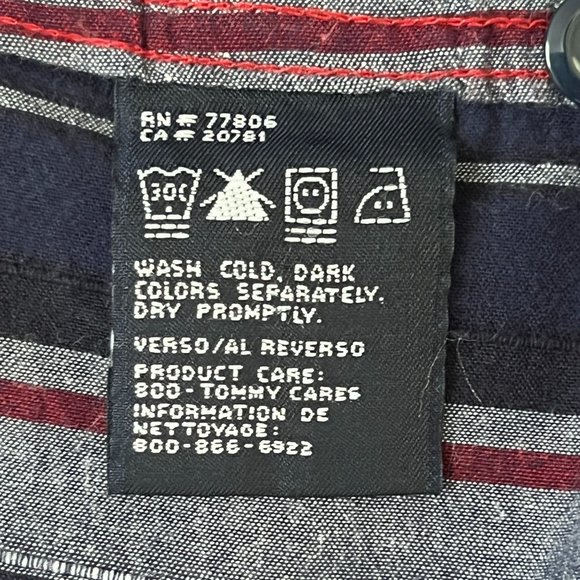 RN# 77806
CA# 20781
30C
WASH COLD. DARK
COLORS SEPARATELY.
DRY PROMPTLY.
VERSO/AL REVERSO
PRODUCT CARE:
800-TOMMY CARES
INFORMATION DE
NETTOYAGE:
800-866-6922